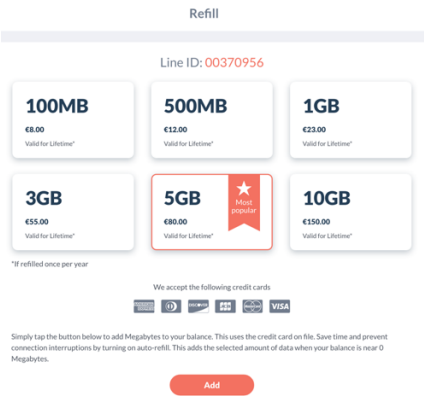 Refill
Line ID: 00370956
100MB
€8.00
Valid for Lifetime*
500MB
€12.00
Valid for Lifetime*
1GB
€23.00
Valid for Lifetime*
3GB
€55.00
Valid for Lifetime*
5GB
€80.00
Valid for Lifetime*
Most
popular
10GB
€150.00
Valid for Lifetime*
*If refilled once per year
We accept the following credit cards
DISCOVER
VISA
Simply tap the button below to add Megabytes to your balance. This uses the credit card on file. Save time and prevent
connection interruptions by turning on auto-refill. This adds the selected amount of data when your balance is near 0
Megabytes.
Add